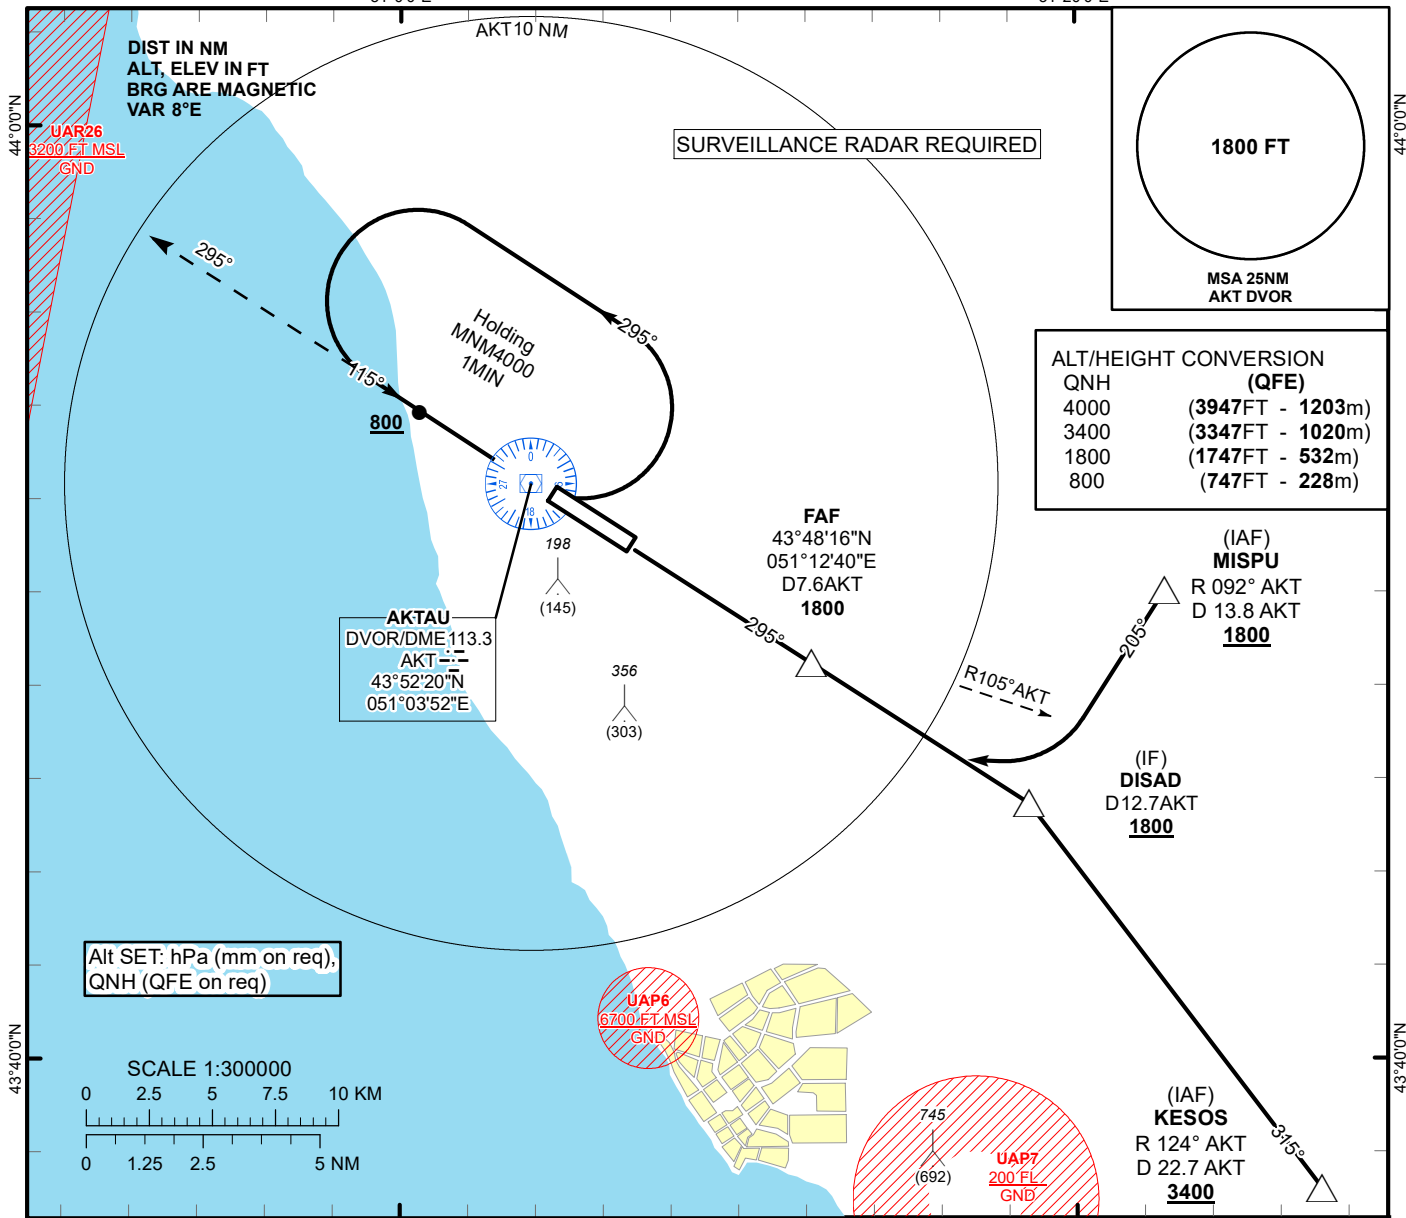 AKT10 NM
DIST IN NM
ALT, ELEV IN FT
BRG ARE MAGNETIC
VAR 8°E
44°0'0"N
44°0'0"N
UAR26
3200 FT MSL
GND
SURVEILLANCE RADAR REQUIRED
1800 FT
MSA 25NM
AKT DVOR
295°
Holding
MNM4000
1MIN
295°
115°
800
ALT/HEIGHT CONVERSION
QNH (QFE)
4000 (3947FT - 1203m)
3400 (3347FT - 1020m)
1800 (1747FT - 532m)
800 (747FT - 228m)
0
27
18
FAF
43°48'16"N
051°12'40"E
D7.6AKT
1800
(IAF)
MISPU
R 092° AKT
D 13.8 AKT
1800
198
(145)
AKTAU
DVOR/DME 113.3
AKT
43°52'20"N
051°03'52"E
356
(303)
295°
205°
R105°AKT
(IF)
DISAD
D12.7AKT
1800
Alt SET: hPa (mm on req),
QNH (QFE on req)
UAP6
6700 FT MSL
GND
43°40'0"N
43°40'0"N
SCALE 1:300000
0 2.5 5 7.5 10 KM
0 1.25 2.5 5 NM
745
(692)
UAP7
200 FL
GND
(IAF)
KESOS
R 124° AKT
D 22.7 AKT
3400
315°